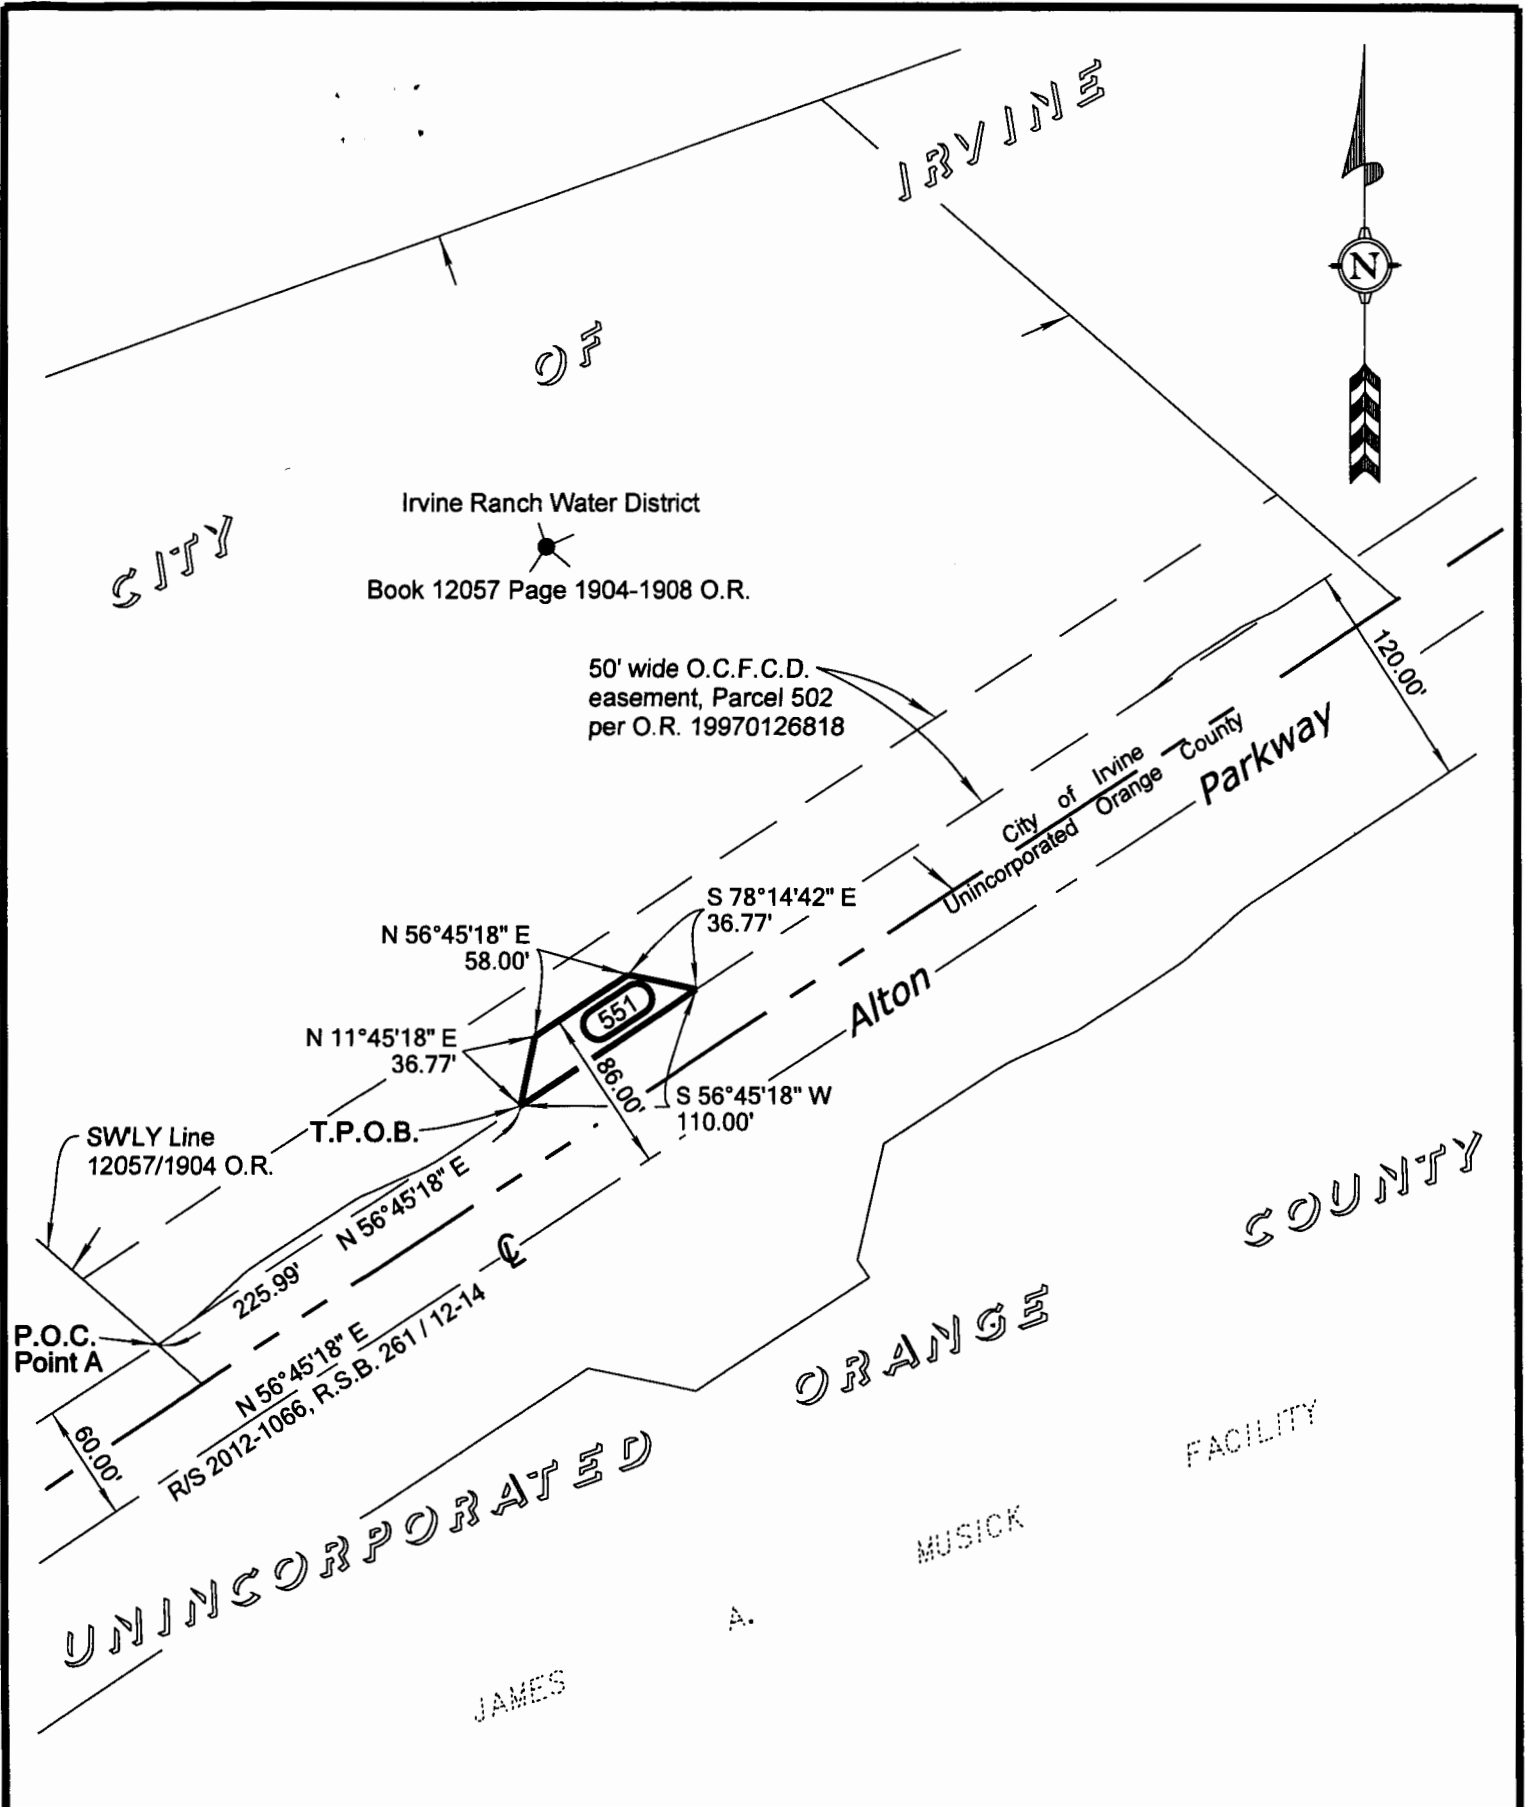 CITY OF IRVINE
N
Irvine Ranch Water District
Book 12057 Page 1904-1908 O.R.
50' wide O.C.F.C.D.
easement, Parcel 502
per O.R. 19970126818
120.00'
City of Irvine
Unincorporated Orange County
Alton Parkway
S 78°14'42" E
36.77'
N 56°45'18" E
58.00'
551
N 11°45'18" E
36.77'
86.00'
S 56°45'18" W
110.00'
T.P.O.B.
SW'LY Line
12057/1904 O.R.
N 56°45'18" E
225.99'
℄
P.O.C.
Point A
N 56°45'18" E
R/S 2012-1066, R.S.B. 261 / 12-14
60.00'
UNINCORPORATED ORANGE COUNTY
JAMES A. MUSICK FACILITY